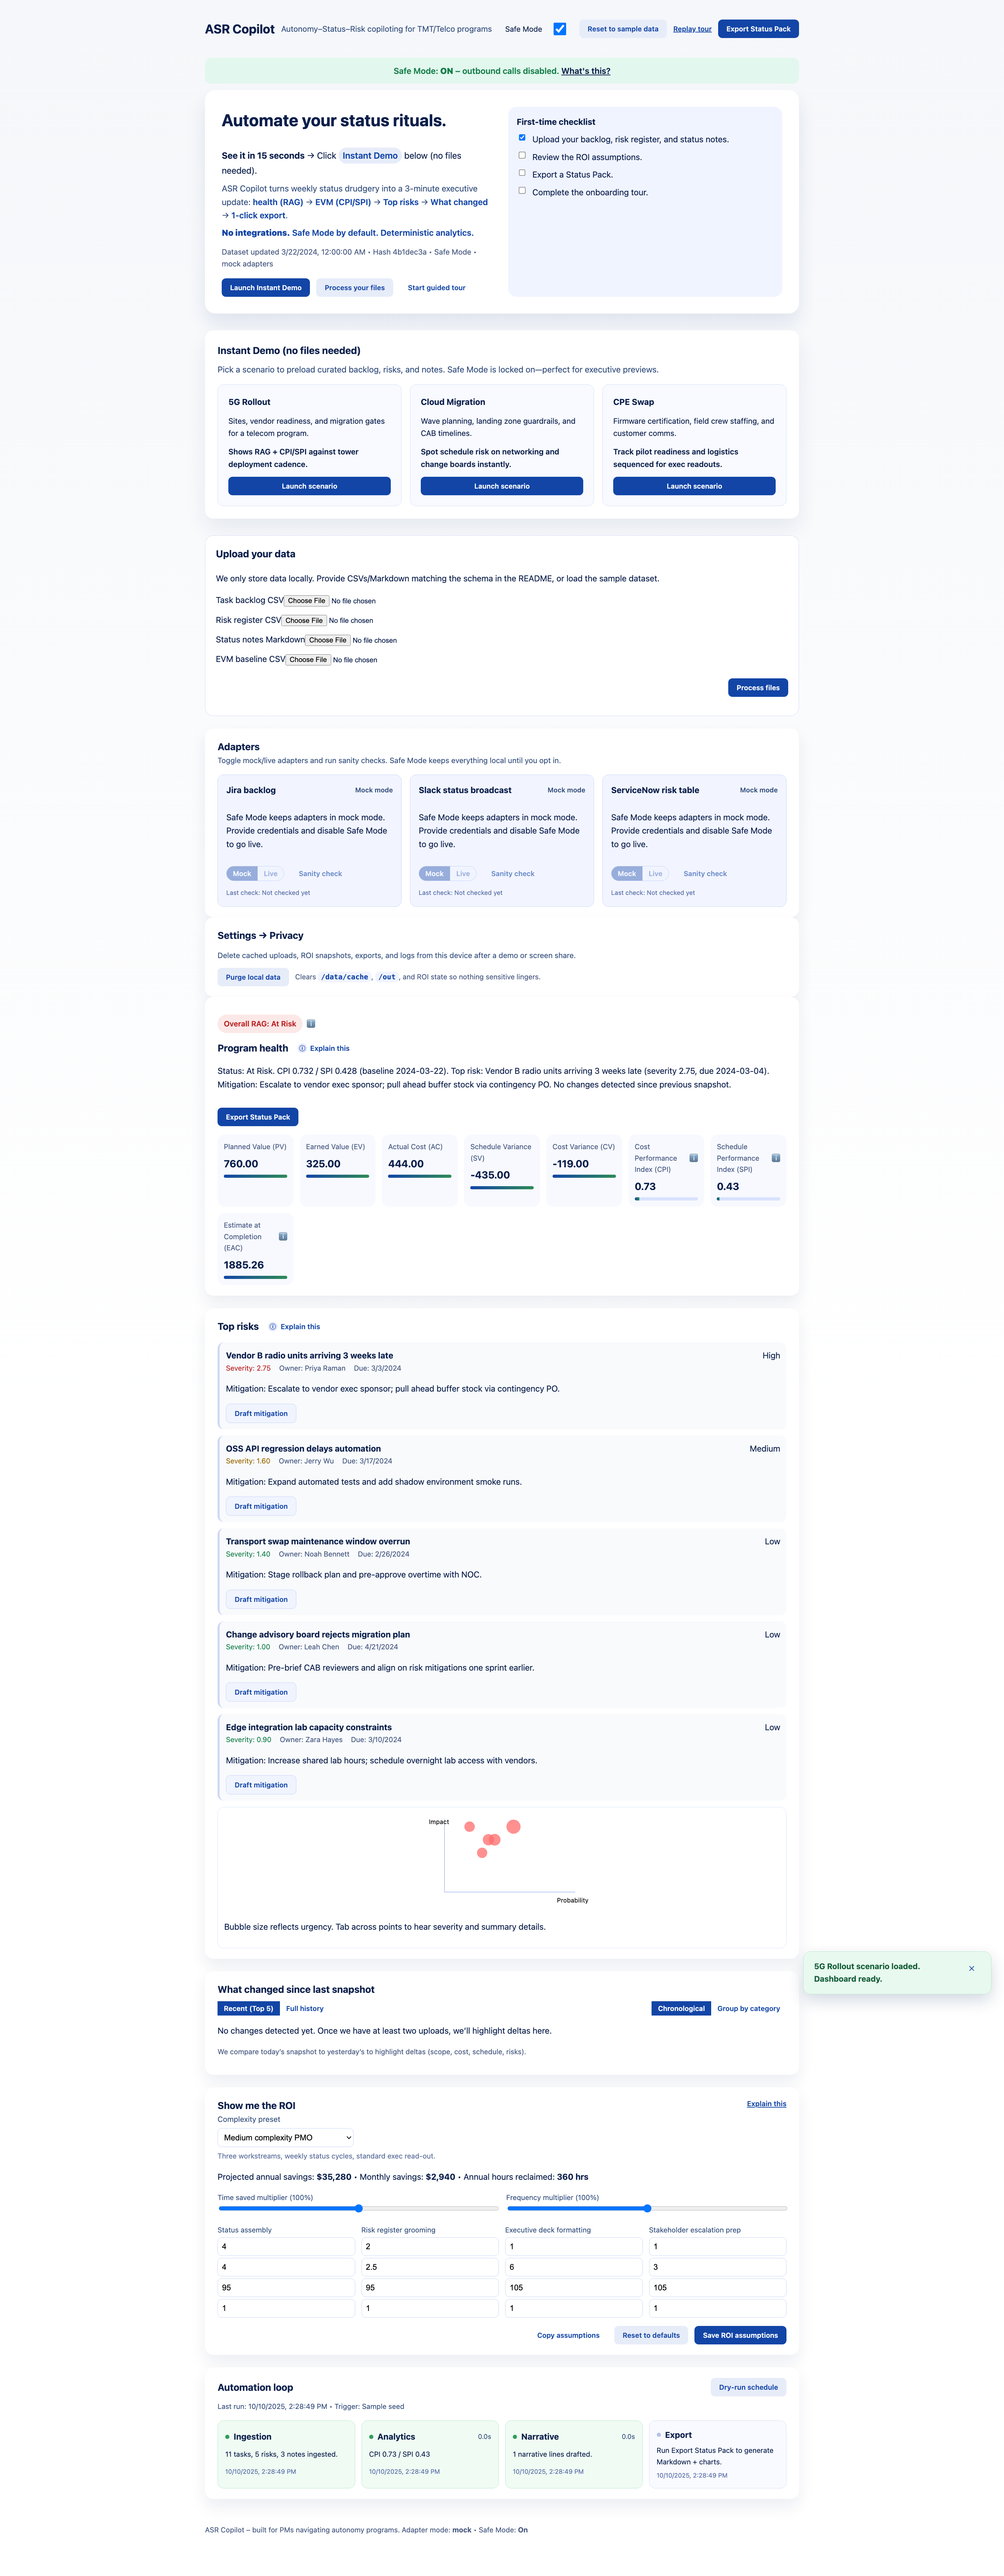 ASR Copilot
Autonomy–Status–Risk copiloting for TMT/Telco programs
Safe Mode
Reset to sample data
Replay tour
Export Status Pack
Safe Mode: ON – outbound calls disabled. What's this?
Automate your status rituals.
See it in 15 seconds → Click Instant Demo below (no files
needed).
ASR Copilot turns weekly status drudgery into a 3-minute executive
update: health (RAG) → EVM (CPI/SPI) → Top risks → What changed
→ 1-click export.
No integrations. Safe Mode by default. Deterministic analytics.
Dataset updated 3/22/2024, 12:00:00 AM • Hash 4b1dec3a • Safe Mode •
mock adapters
Launch Instant Demo
Process your files
Start guided tour
First-time checklist
Upload your backlog, risk register, and status notes.
Review the ROI assumptions.
Export a Status Pack.
Complete the onboarding tour.
Instant Demo (no files needed)
Pick a scenario to preload curated backlog, risks, and notes. Safe Mode is locked on—perfect for executive previews.
5G Rollout
Sites, vendor readiness, and migration gates
for a telecom program.
Shows RAG + CPI/SPI against tower
deployment cadence.
Launch scenario
Cloud Migration
Wave planning, landing zone guardrails, and
CAB timelines.
Spot schedule risk on networking and
change boards instantly.
Launch scenario
CPE Swap
Firmware certification, field crew staffing, and
customer comms.
Track pilot readiness and logistics
sequenced for exec readouts.
Launch scenario
Upload your data
We only store data locally. Provide CSVs/Markdown matching the schema in the README, or load the sample dataset.
Task backlog CSV Choose File No file chosen
Risk register CSV Choose File No file chosen
Status notes Markdown Choose File No file chosen
EVM baseline CSV Choose File No file chosen
Process files
Adapters
Toggle mock/live adapters and run sanity checks. Safe Mode keeps everything local until you opt in.
Jira backlog
Mock mode
Safe Mode keeps adapters in mock mode.
Provide credentials and disable Safe Mode
to go live.
Mock Live Sanity check
Last check: Not checked yet
Slack status broadcast
Mock mode
Safe Mode keeps adapters in mock mode.
Provide credentials and disable Safe Mode
to go live.
Mock Live Sanity check
Last check: Not checked yet
ServiceNow risk table
Mock mode
Safe Mode keeps adapters in mock mode.
Provide credentials and disable Safe Mode
to go live.
Mock Live Sanity check
Last check: Not checked yet
Settings → Privacy
Delete cached uploads, ROI snapshots, exports, and logs from this device after a demo or screen share.
Purge local data
Clears /data/cache, /out, and ROI state so nothing sensitive lingers.
Overall RAG: At Risk ℹ️
Program health
ⓘ Explain this
Status: At Risk. CPI 0.732 / SPI 0.428 (baseline 2024-03-22). Top risk: Vendor B radio units arriving 3 weeks late (severity 2.75, due 2024-03-04).
Mitigation: Escalate to vendor exec sponsor; pull ahead buffer stock via contingency PO. No changes detected since previous snapshot.
Export Status Pack
Planned Value (PV)
760.00
Earned Value (EV)
325.00
Actual Cost (AC)
444.00
Schedule Variance
(SV)
-435.00
Cost Variance (CV)
-119.00
Cost
Performance ℹ️
Index (CPI)
0.73
Schedule
Performance ℹ️
Index (SPI)
0.43
Estimate at
Completion ℹ️
(EAC)
1885.26
Top risks
ⓘ Explain this
Vendor B radio units arriving 3 weeks late
High
Severity: 2.75 Owner: Priya Raman Due: 3/3/2024
Mitigation: Escalate to vendor exec sponsor; pull ahead buffer stock via contingency PO.
Draft mitigation
OSS API regression delays automation
Medium
Severity: 1.60 Owner: Jerry Wu Due: 3/17/2024
Mitigation: Expand automated tests and add shadow environment smoke runs.
Draft mitigation
Transport swap maintenance window overrun
Low
Severity: 1.40 Owner: Noah Bennett Due: 2/26/2024
Mitigation: Stage rollback plan and pre-approve overtime with NOC.
Draft mitigation
Change advisory board rejects migration plan
Low
Severity: 1.00 Owner: Leah Chen Due: 4/21/2024
Mitigation: Pre-brief CAB reviewers and align on risk mitigations one sprint earlier.
Draft mitigation
Edge integration lab capacity constraints
Low
Severity: 0.90 Owner: Zara Hayes Due: 3/10/2024
Mitigation: Increase shared lab hours; schedule overnight lab access with vendors.
Draft mitigation
Impact
Probability
Bubble size reflects urgency. Tab across points to hear severity and summary details.
5G Rollout scenario loaded.
Dashboard ready.
×
What changed since last snapshot
Recent (Top 5) Full history
Chronological Group by category
No changes detected yet. Once we have at least two uploads, we'll highlight deltas here.
We compare today's snapshot to yesterday's to highlight deltas (scope, cost, schedule, risks).
Show me the ROI
Explain this
Complexity preset
Medium complexity PMO
Three workstreams, weekly status cycles, standard exec read-out.
Projected annual savings: $35,280 • Monthly savings: $2,940 • Annual hours reclaimed: 360 hrs
Time saved multiplier (100%)
Frequency multiplier (100%)
Status assembly
4
4
95
1
Risk register grooming
2
2.5
95
1
Executive deck formatting
1
6
105
1
Stakeholder escalation prep
1
3
105
1
Copy assumptions
Reset to defaults
Save ROI assumptions
Automation loop
Dry-run schedule
Last run: 10/10/2025, 2:28:49 PM • Trigger: Sample seed
Ingestion
11 tasks, 5 risks, 3 notes ingested.
10/10/2025, 2:28:49 PM
Analytics
0.0s
CPI 0.73 / SPI 0.43
10/10/2025, 2:28:49 PM
Narrative
0.0s
1 narrative lines drafted.
10/10/2025, 2:28:49 PM
Export
Run Export Status Pack to generate
Markdown + charts.
10/10/2025, 2:28:49 PM
ASR Copilot – built for PMs navigating autonomy programs. Adapter mode: mock • Safe Mode: On